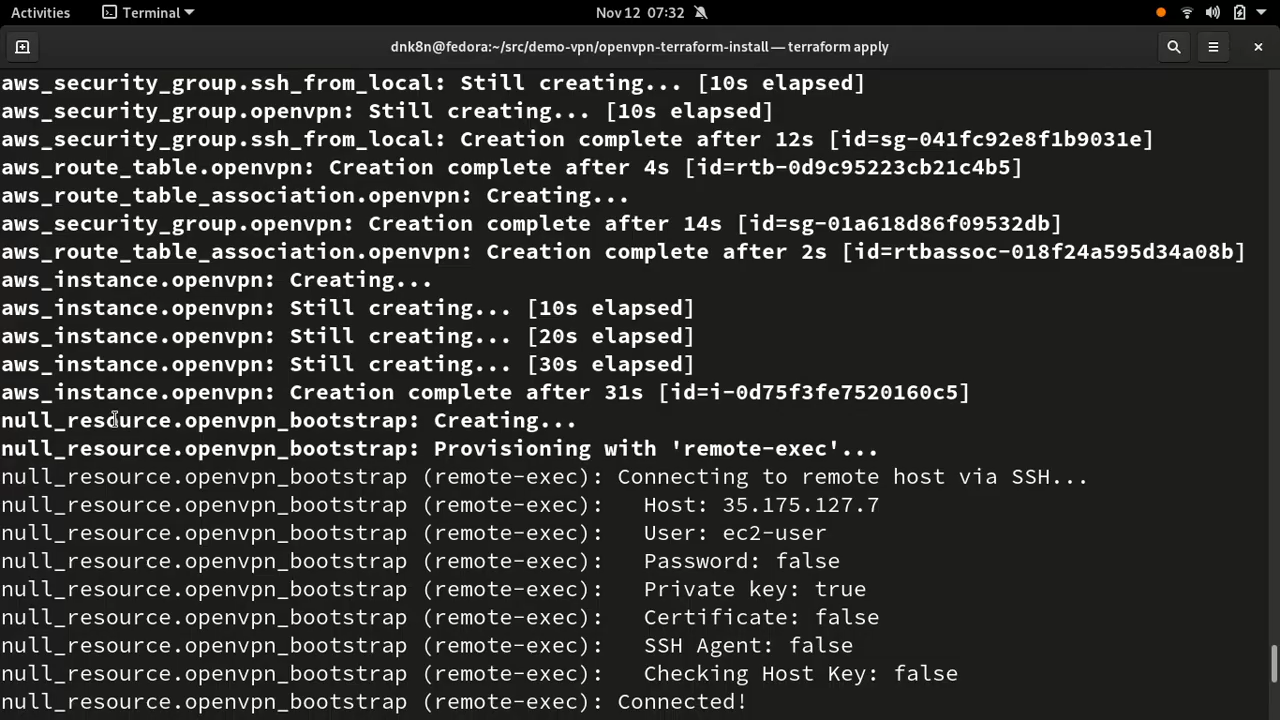 Activities
Terminal
Nov 12 07:32
dnk8n@fedora:~/src/demo-vpn/openvpn-terraform-install — terraform apply
aws_security_group.ssh_from_local: Still creating... [10s elapsed]
aws_security_group.openvpn: Still creating... [10s elapsed]
aws_security_group.ssh_from_local: Creation complete after 12s [id=sg-041fc92e8f1b9031e]
aws_route_table.openvpn: Creation complete after 4s [id=rtb-0d9c95223cb21c4b5]
aws_route_table_association.openvpn: Creating...
aws_security_group.openvpn: Creation complete after 14s [id=sg-01a618d86f09532db]
aws_route_table_association.openvpn: Creation complete after 2s [id=rtbassoc-018f24a595d34a08b]
aws_instance.openvpn: Creating...
aws_instance.openvpn: Still creating... [10s elapsed]
aws_instance.openvpn: Still creating... [20s elapsed]
aws_instance.openvpn: Still creating... [30s elapsed]
aws_instance.openvpn: Creation complete after 31s [id=i-0d75f3fe7520160c5]
null_resource.openvpn_bootstrap: Creating...
null_resource.openvpn_bootstrap: Provisioning with 'remote-exec'...
null_resource.openvpn_bootstrap (remote-exec): Connecting to remote host via SSH...
null_resource.openvpn_bootstrap (remote-exec):   Host: 35.175.127.7
null_resource.openvpn_bootstrap (remote-exec):   User: ec2-user
null_resource.openvpn_bootstrap (remote-exec):   Password: false
null_resource.openvpn_bootstrap (remote-exec):   Private key: true
null_resource.openvpn_bootstrap (remote-exec):   Certificate: false
null_resource.openvpn_bootstrap (remote-exec):   SSH Agent: false
null_resource.openvpn_bootstrap (remote-exec):   Checking Host Key: false
null_resource.openvpn_bootstrap (remote-exec): Connected!